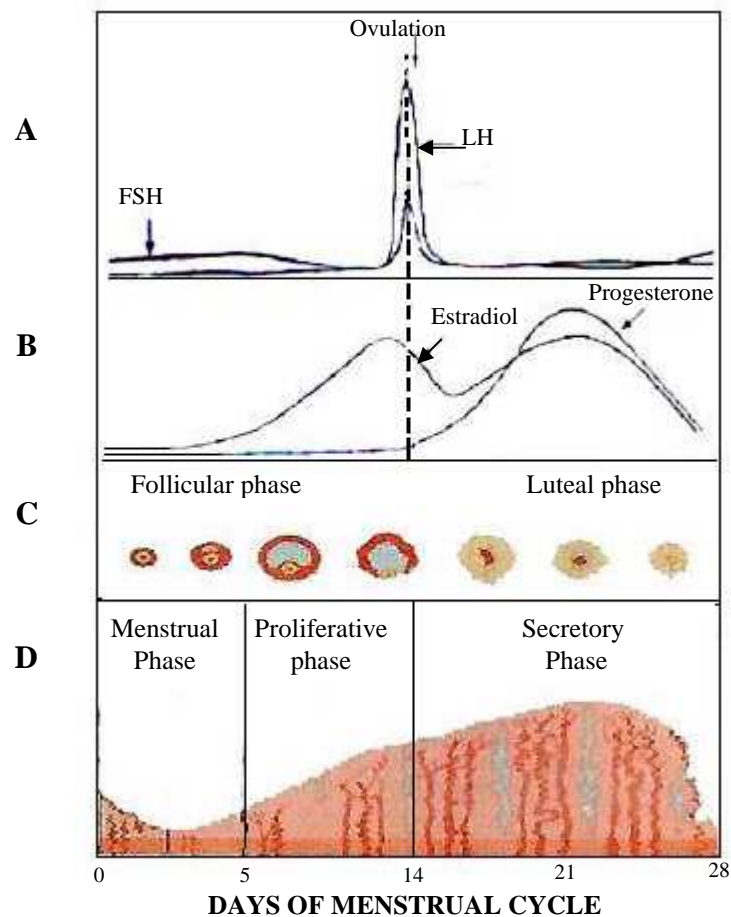 Ovulation
A
LH
FSH
Progesterone
Estradiol
B
Follicular phase
Luteal phase
C
Menstrual
Phase
Proliferative
phase
Secretory
Phase
D
0 5 14 21 28
DAYS OF MENSTRUAL CYCLE